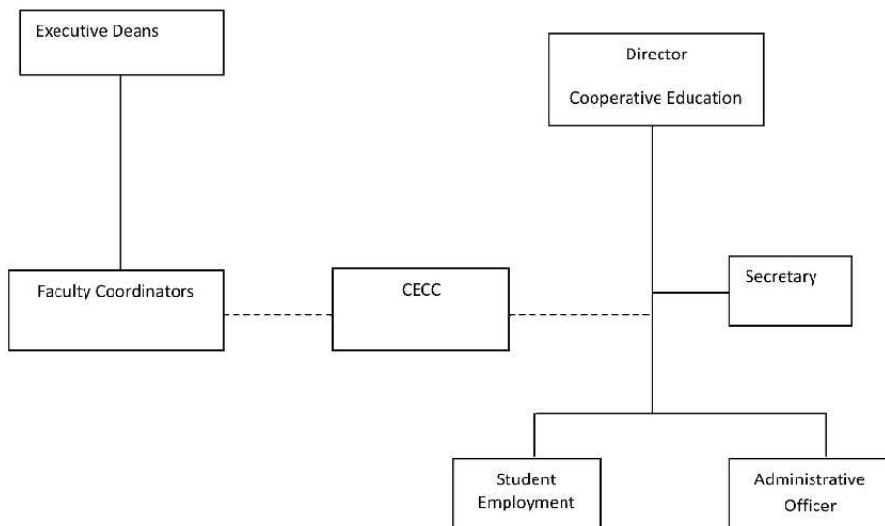 Executive Deans
Director
Cooperative Education
Faculty Coordinators
CECC
Secretary
Student
Employment
Administrative
Officer